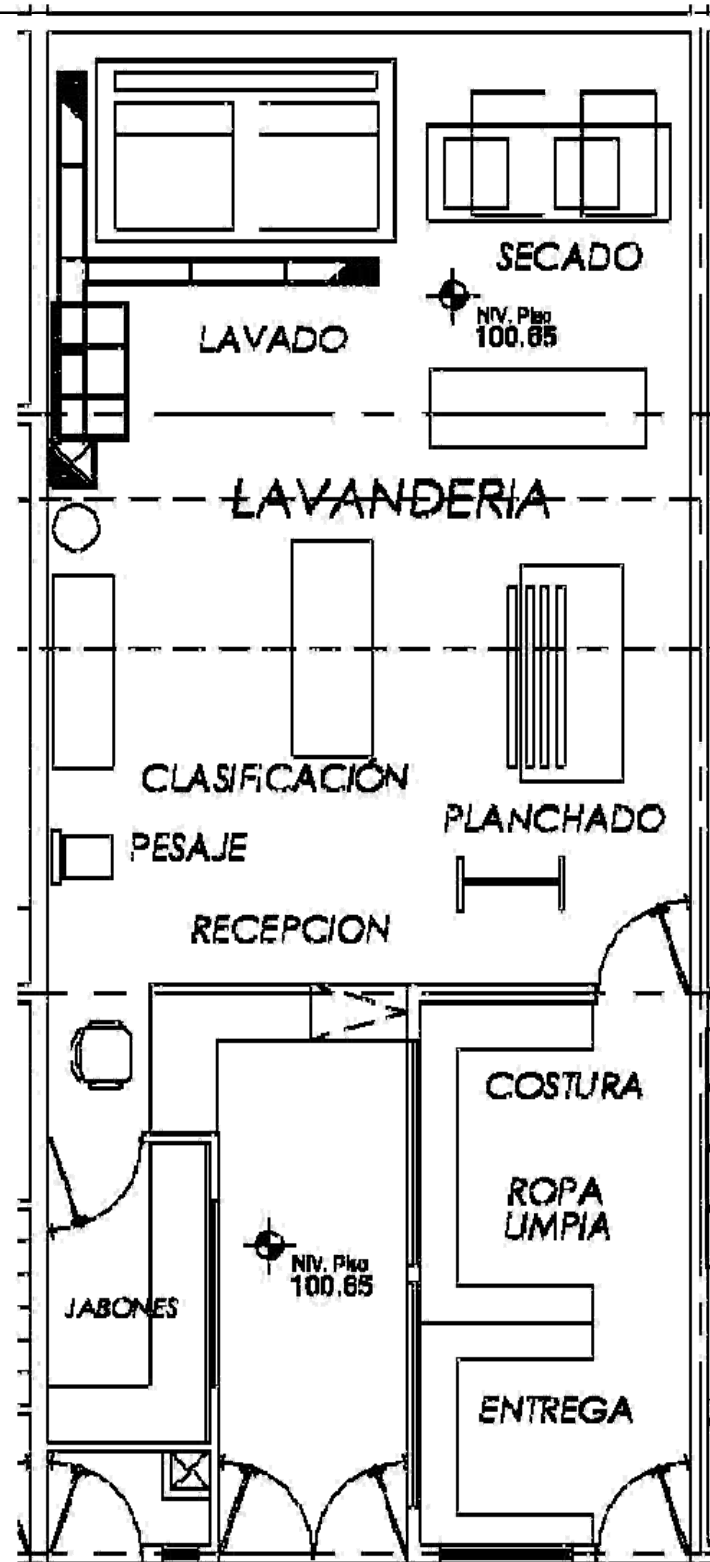 SECADO
NIV. Piso
100.65
LAVADO
LAVANDERIA
CLASIFICACIÓN
PLANCHADO
PESAJE
RECEPCION
COSTURA
ROPA
LIMPIA
NIV. Piso
100.65
JABONES
ENTREGA